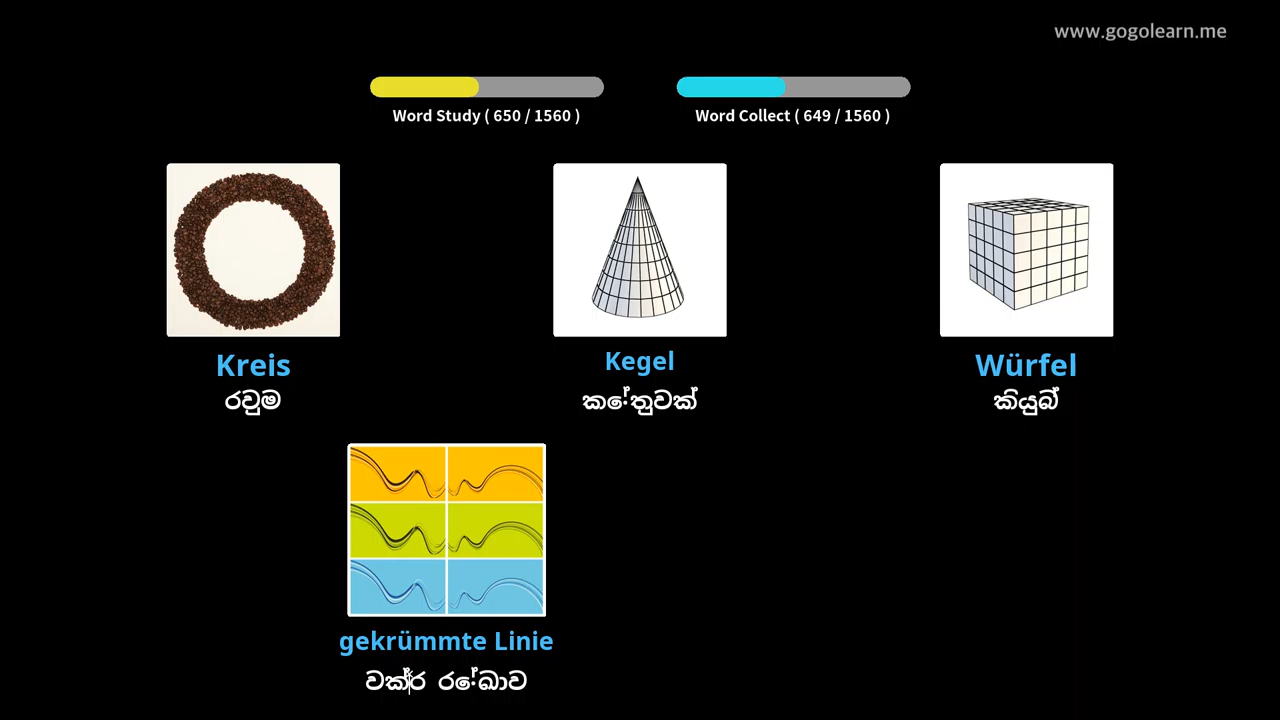 www.gogolearn.me
Word Study ( 650 / 1560 )
Word Collect ( 649 / 1560 )
Kreis
Kegel
Würfel
රවුම
කේතුවක්
කියුබ්
gekrümmte Linie
වක්‍ර රේඛාව